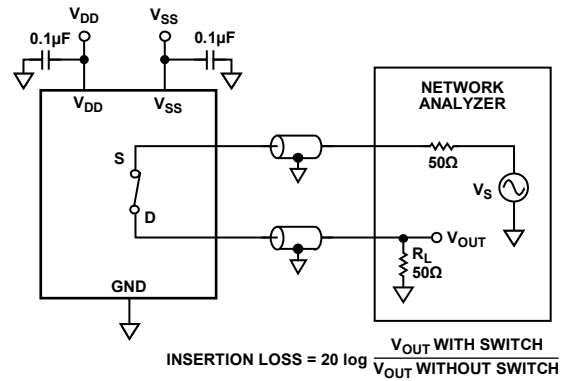 VDD VSS
0.1µF 0.1µF
VDD VSS
NETWORK
ANALYZER
S
50Ω
VS
D
VOUT
RL
50Ω
GND
INSERTION LOSS = 20 log VOUT WITH SWITCH
VOUT WITHOUT SWITCH